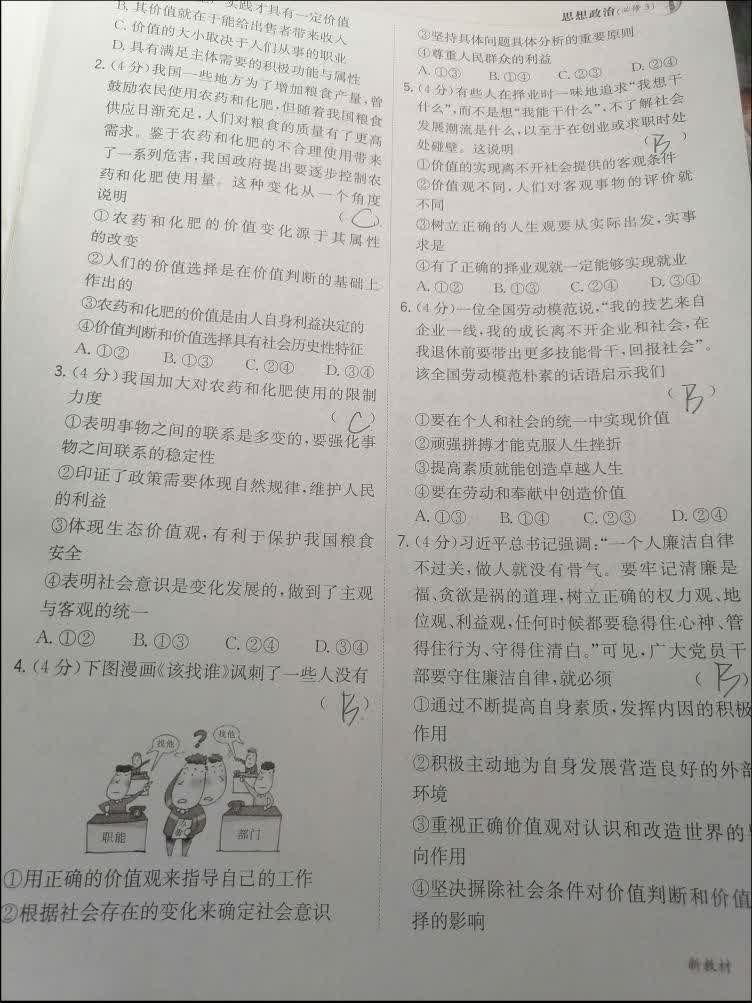 实践才具有一定价值
B. 其价值就在于能给出售者带来收入
C. 价值的大小取决于人们从事的职业
D. 具有满足主体需要的积极功能与属性
2. (4分)我国一些地方为了增加粮食产量,曾
鼓励农民使用农药和化肥,但随着我国粮食
供应日渐充足,人们对粮食的质量有了更高
需求。鉴于农药和化肥的不合理使用带来
了一系列危害,我国政府提出要逐步控制农
药和化肥使用量。这种变化从一个角度
说明 ( C )
①农药和化肥的价值变化源于其属性
的改变
②人们的价值选择是在价值判断的基础上
作出的
③农药和化肥的价值是由人自身利益决定的
④价值判断和价值选择具有社会历史性特征
A. ①② B. ①③ C. ②④ D. ③④
3. (4分)我国加大对农药和化肥使用的限制
力度 ( C )
①表明事物之间的联系是多变的,要强化事
物之间联系的稳定性
②印证了政策需要体现自然规律,维护人民
的利益
③体现生态价值观,有利于保护我国粮食
安全
④表明社会意识是变化发展的,做到了主观
与客观的统一
A. ①② B. ①③ C. ②④ D. ③④
4. (4分)下图漫画《该找谁》讽刺了一些人没有
( B )
找他
?
找他
职能
部门
①用正确的价值观来指导自己的工作
②根据社会存在的变化来确定社会意识
思想政治(必修3)
③坚持具体问题具体分析的重要原则
④尊重人民群众的利益
A. ①③ B. ①④ C. ②③ D. ②④
5. (4分)有些人在择业时一味地追求“我想干
什么”,而不是想“我能干什么”,不了解社会
发展潮流是什么,以至于在创业或求职时处
处碰壁。这说明 ( B )
①价值的实现离不开社会提供的客观条件
②价值观不同,人们对客观事物的评价就
不同
③树立正确的人生观要从实际出发,实事
求是
④有了正确的择业观就一定能够实现就业
A. ①② B. ①③ C. ②④ D. ③④
6. (4分)一位全国劳动模范说,“我的技艺来自
企业一线,我的成长离不开企业和社会,在
我退休前要带出更多技能骨干,回报社会”。
该全国劳动模范朴素的话语启示我们
( B )
①要在个人和社会的统一中实现价值
②顽强拼搏才能克服人生挫折
③提高素质就能创造卓越人生
④要在劳动和奉献中创造价值
A. ①③ B. ①④ C. ②③ D. ②④
7. (4分)习近平总书记强调:“一个人廉洁自律
不过关,做人就没有骨气。要牢记清廉是
福、贪欲是祸的道理,树立正确的权力观、地
位观、利益观,任何时候都要稳得住心神、管
得住行为、守得住清白。”可见,广大党员干
部要守住廉洁自律,就必须 ( B )
①通过不断提高自身素质,发挥内因的积极
作用
②积极主动地为自身发展营造良好的外部
环境
③重视正确价值观对认识和改造世界的
向作用
④坚决摒除社会条件对价值判断和价值
择的影响
新教材